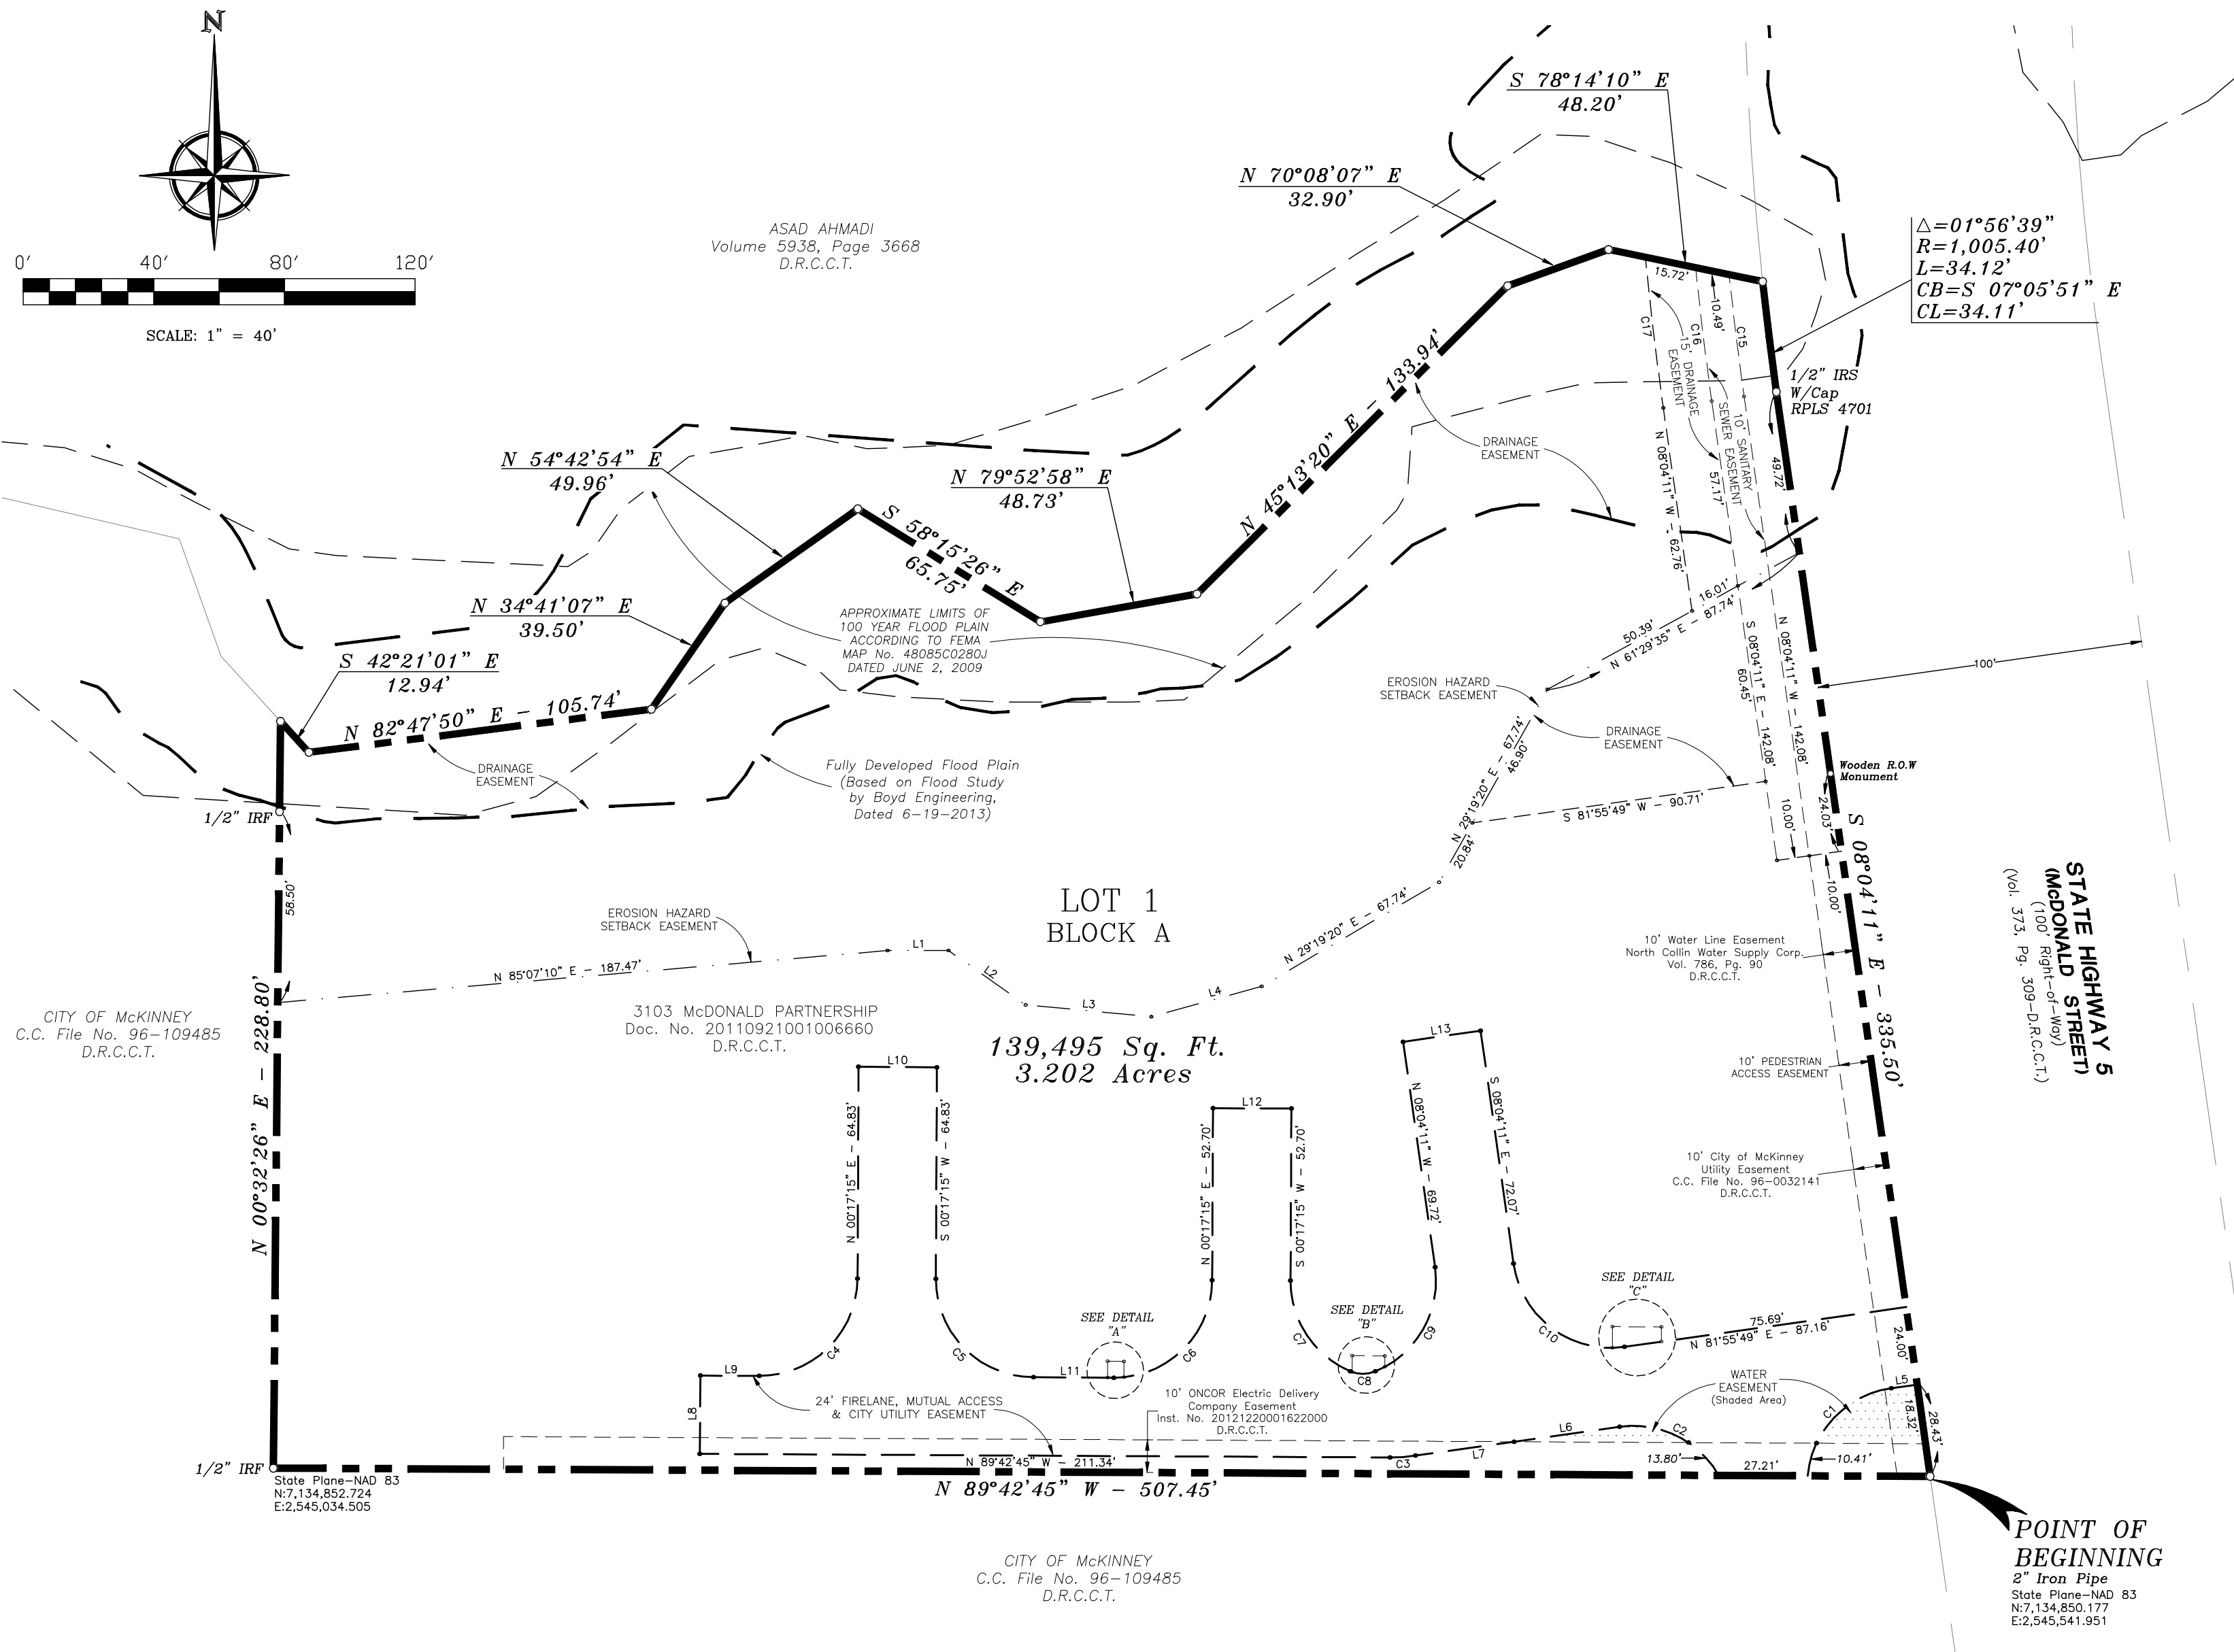 N
0' 40' 80' 120'
SCALE: 1" = 40'
ASAD AHMADI
Volume 5938, Page 3668
D.R.C.C.T.
S 78°14'10" E
48.20'
N 70°08'07" E
32.90'
△=01°56'39"
R=1,005.40'
L=34.12'
CB=S 07°05'51" E
CL=34.11'
15.72'
10.49'
C17
C16
C15
15' DRAINAGE
EASEMENT
10' SANITARY
SEWER EASEMENT
57.17'
1/2" IRS
W/Cap
RPLS 4701
49.72'
N 45°13'20" E - 133.94'
DRAINAGE
EASEMENT
N 08°04'11" W - 62.76'
N 54°42'54" E
49.96'
N 79°52'58" E
48.73'
S 58°15'26" E
65.75'
N 34°41'07" E
39.50'
S 42°21'01" E
12.94'
N 82°47'50" E - 105.74'
APPROXIMATE LIMITS OF
100 YEAR FLOOD PLAIN
ACCORDING TO FEMA
MAP No. 48085C0280J
DATED JUNE 2, 2009
DRAINAGE
EASEMENT
Fully Developed Flood Plain
(Based on Flood Study
by Boyd Engineering,
Dated 6-19-2013)
16.01'
50.39'
N 61°29'35" E - 87.74'
EROSION HAZARD
SETBACK EASEMENT
DRAINAGE
EASEMENT
N 29°19'20" E - 67.74'
46.90'
20.84'
S 81°55'49" W - 90.71'
S 08°04'11" E - 142.08'
60.45'
N 08°04'11" W - 142.08'
100'
Wooden R.O.W
Monument
24.03'
10.00'
10.00'
S 08°04'11" E - 335.50'
STATE HIGHWAY 5
(McDONALD STREET)
(100' Right-of-Way)
(Vol. 373, Pg. 309-D.R.C.C.T.)
1/2" IRF
58.50'
N 00°32'26" E - 228.80'
LOT 1
BLOCK A
EROSION HAZARD
SETBACK EASEMENT
N 85°07'10" E - 187.47'
L1
L2
L3
L4
N 29°19'20" E - 67.74'
10' Water Line Easement
North Collin Water Supply Corp.
Vol. 786, Pg. 90
D.R.C.C.T.
CITY OF McKINNEY
C.C. File No. 96-109485
D.R.C.C.T.
3103 McDONALD PARTNERSHIP
Doc. No. 20110921001006660
D.R.C.C.T.
139,495 Sq. Ft.
3.202 Acres
10' PEDESTRIAN
ACCESS EASEMENT
10' City of McKinney
Utility Easement
C.C. File No. 96-0032141
D.R.C.C.T.
L10
N 00°17'15" E - 64.83'
S 00°17'15" W - 64.83'
L12
N 00°17'15" E - 52.70'
S 00°17'15" W - 52.70'
L13
N 08°04'11" W - 69.72'
S 08°04'11" E - 72.07'
SEE DETAIL
"A"
SEE DETAIL
"B"
SEE DETAIL
"C"
C4
C5
C6
C7
C8
C9
C10
L9
L11
L8
75.69'
N 81°55'49" E - 87.16'
24.00'
WATER
EASEMENT
(Shaded Area)
L5
18.32'
28.43'
C1
C2
24' FIRELANE, MUTUAL ACCESS
& CITY UTILITY EASEMENT
10' ONCOR Electric Delivery
Company Easement
Inst. No. 20121220001622000
D.R.C.C.T.
L6
L7
C3
N 89°42'45" W - 211.34'
13.80'
27.21'
10.41'
1/2" IRF
State Plane-NAD 83
N:7,134,852.724
E:2,545,034.505
N 89°42'45" W - 507.45'
CITY OF McKINNEY
C.C. File No. 96-109485
D.R.C.C.T.
POINT OF
BEGINNING
2" Iron Pipe
State Plane-NAD 83
N:7,134,850.177
E:2,545,541.951